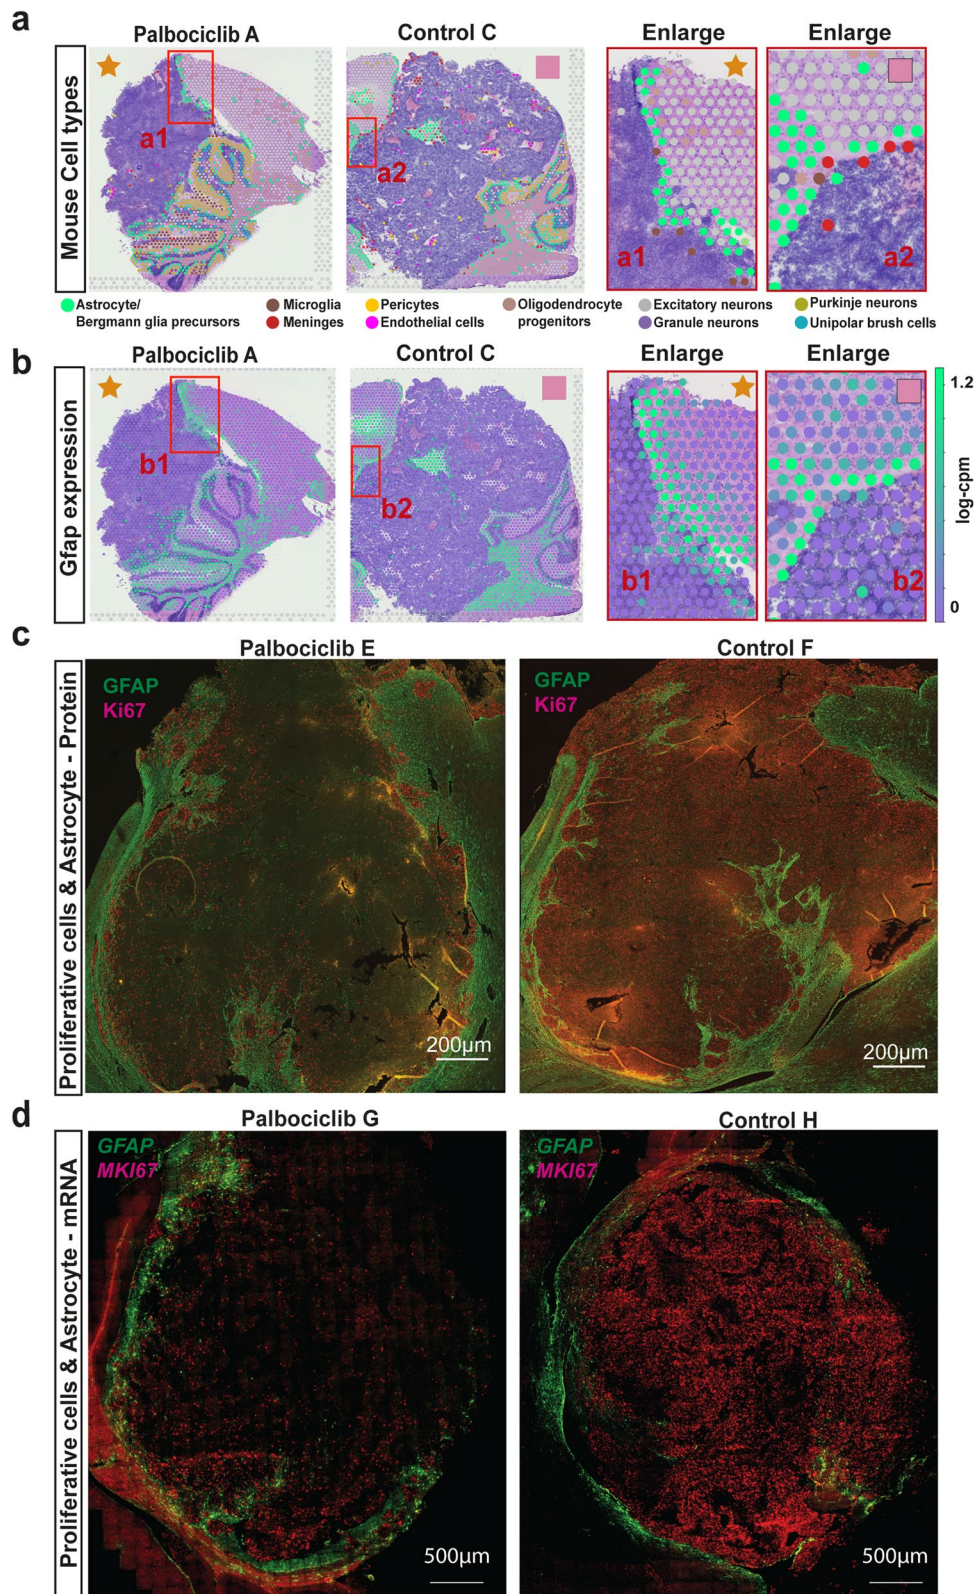 a
Palbociclib A
Control C
Enlarge
Enlarge
Mouse Cell types
a1
a2
a1
a2
Astrocyte/
Bergmann glia precursors
Microglia
Meninges
Pericytes
Endothelial cells
Oligodendrocyte
progenitors
Excitatory neurons
Granule neurons
Purkinje neurons
Unipolar brush cells
b
Palbociclib A
Control C
Enlarge
Enlarge
Gfap expression
b1
b2
b1
b2
1.2
log-cpm
0
c
Palbociclib E
Control F
Proliferative cells & Astrocyte - Protein
GFAP
Ki67
200µm
GFAP
Ki67
200µm
d
Palbociclib G
Control H
Proliferative cells & Astrocyte - mRNA
GFAP
MKI67
500µm
GFAP
MKI67
500µm